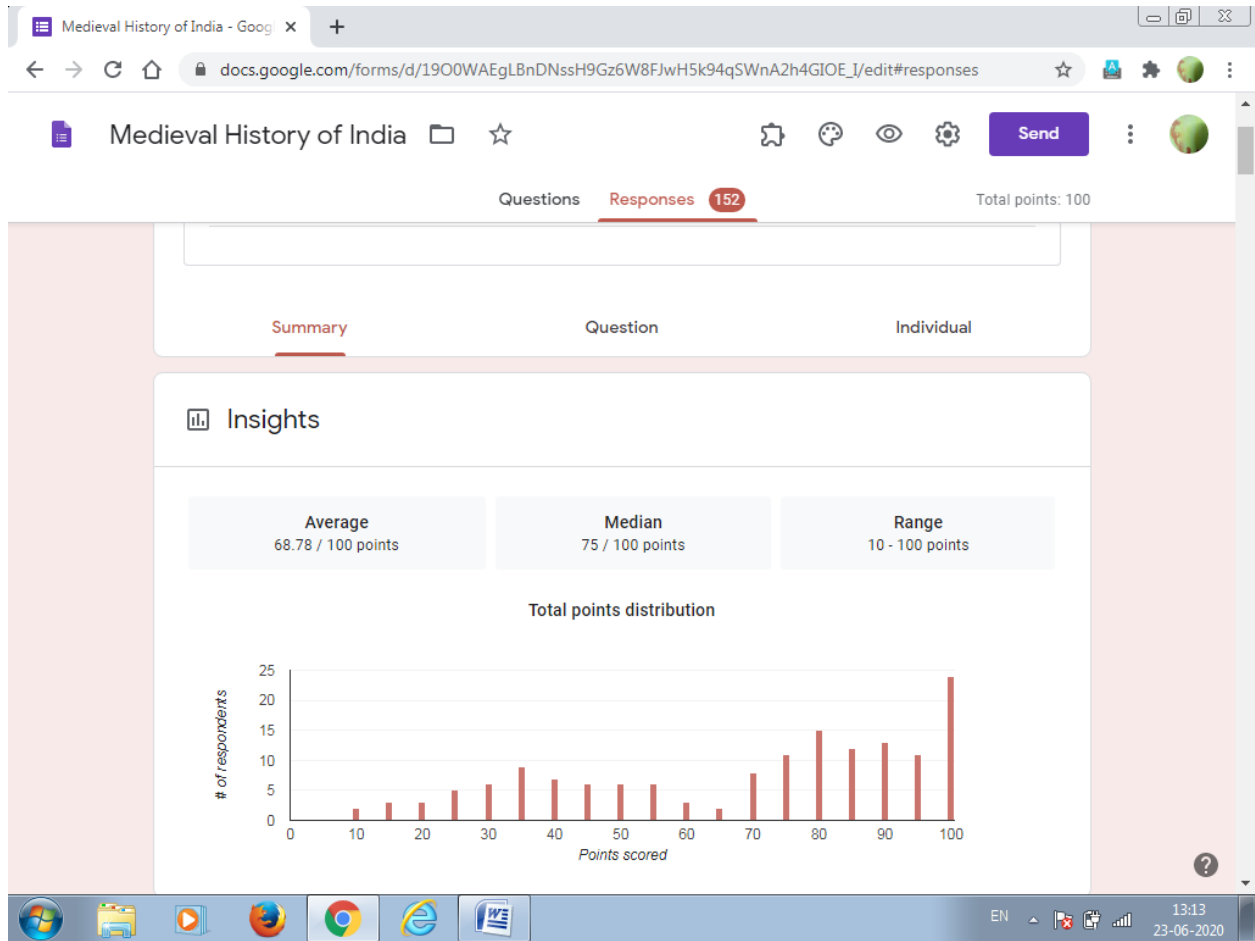 Medieval History of India - Goog
docs.google.com/forms/d/19O0WAEgLBnDNssH9Gz6W8FJwH5k94qSWnA2h4GIOE_I/edit#responses
Medieval History of India
Send
Questions Responses 152
Total points: 100
Summary Question Individual
Insights
Average Median Range
68.78 / 100 points 75 / 100 points 10 - 100 points
Total points distribution
# of respondents
25
20
15
10
5
0
0 10 20 30 40 50 60 70 80 90 100
Points scored
EN 13:13
23-06-2020